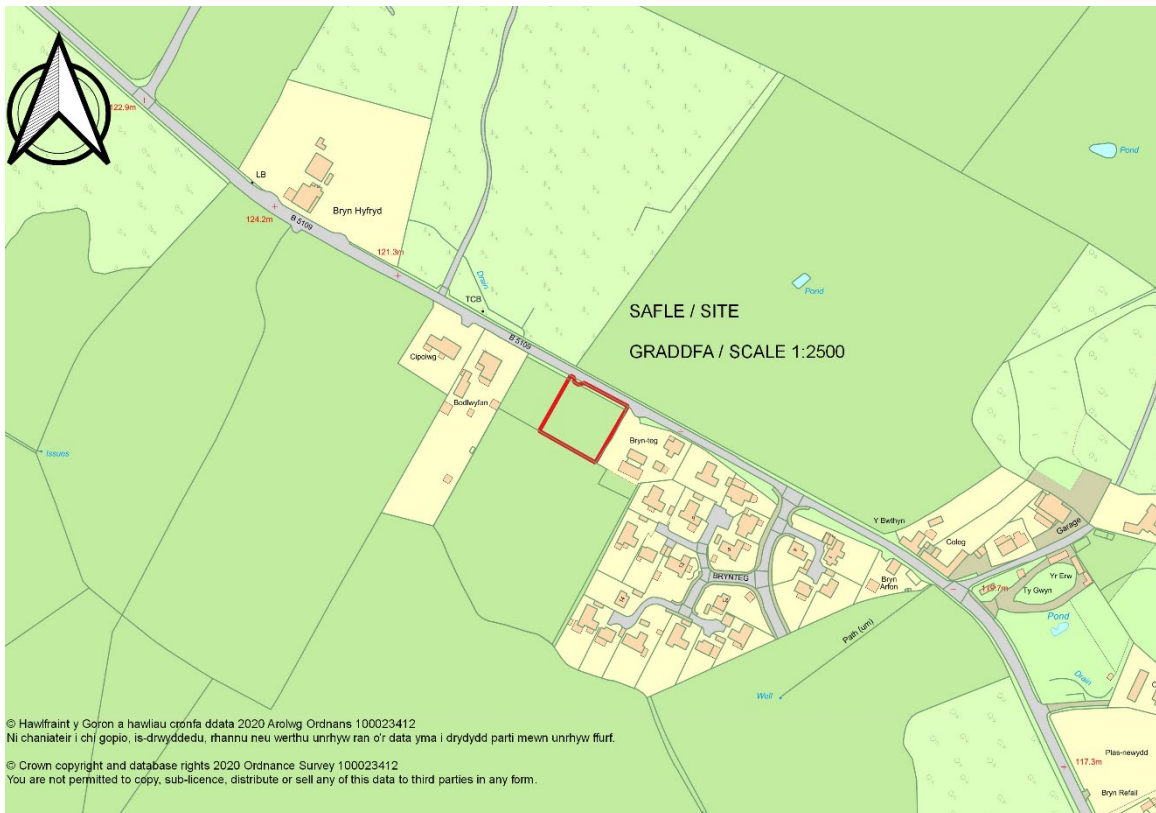 122.9m
LB
Bryn Hyfryd
124.2m
B 5109
121.3m
Drain
TCB
B 5109
Pond
Pond
SAFLE / SITE
GRADDFA / SCALE 1:2500
Cipolwg
Bodlwyfan
Issues
Bryn-teg
BRYNTEG
Y Bwthyn
Coleg
Garage
Bryn
Arfon
119.7m
Yr Erw
Ty Gwyn
Pond
Path (um)
Well
Drain
Plas-newydd
117.3m
Bryn Refail
© Hawlfraint y Goron a hawliau cronfa ddata 2020 Arolwg Ordnans 100023412
Ni chaniateir i chi gopio, is-drwyddedu, rhannu neu werthu unrhyw ran o'r data yma i drydydd parti mewn unrhyw ffurf.
© Crown copyright and database rights 2020 Ordnance Survey 100023412
You are not permitted to copy, sub-licence, distribute or sell any of this data to third parties in any form.